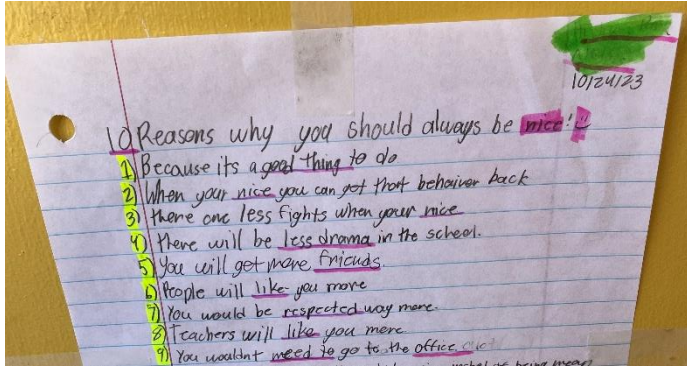 10/24/23
10 Reasons why you should always be nice!
1) Because its a good thing to do
2) When your nice you can get that behaiver back
3) there are less fights when your nice
4) there will be less drama in the school.
5) You will get more friends
6) People will like you more
7) You would be respected way more.
8) Teachers will like you more
9) You wouldnt need to go to the office
being mean